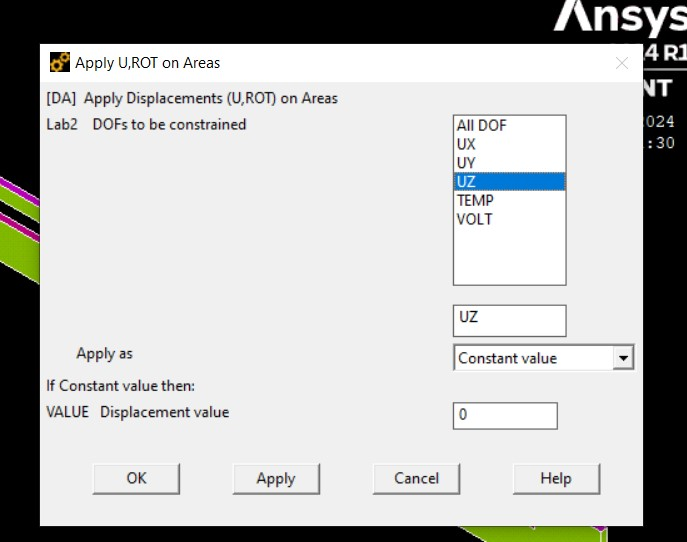 Ansys
Apply U,ROT on Areas
4 R1
[DA] Apply Displacements (U,ROT) on Areas
NT
Lab2 DOFs to be constrained
All DOF
024
UX
:30
UY
UZ
TEMP
VOLT
UZ
Apply as
Constant value
If Constant value then:
VALUE Displacement value
0
OK
Apply
Cancel
Help